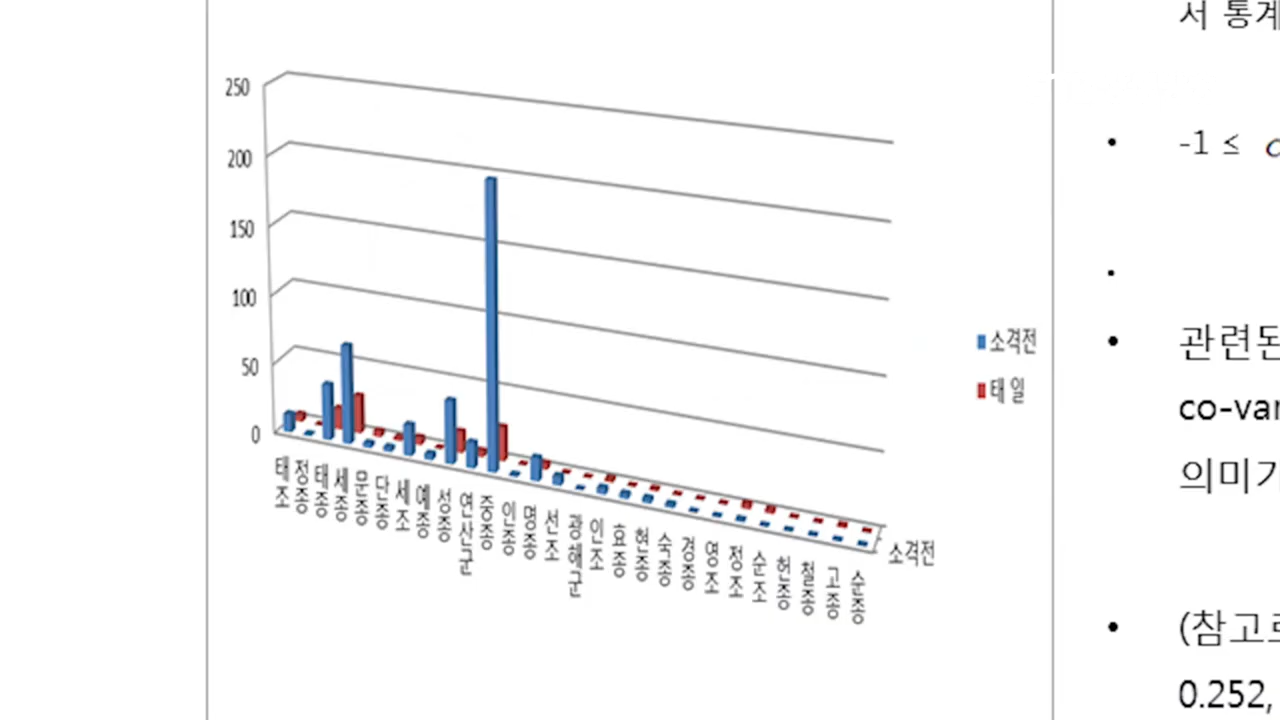 250
200
150
100
50
0
태조
정종
태종
세종
문종
단종
세조
예종
성종
연산군
중종
인종
명종
선조
광해군
인조
효종
현종
숙종
경종
영조
정조
순조
헌종
철종
고종
순종
소격전
소격전
태일
서 통계
-1 ≤
관련된
co-var
의미가
(참고로
0.252,